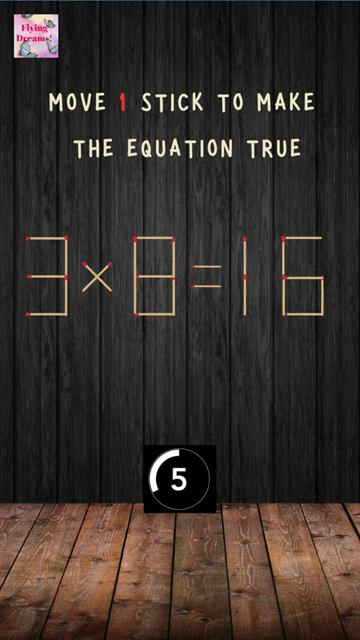 Flying
Dreams!
MOVE 1 STICK TO MAKE
THE EQUATION TRUE
3×8=16
5